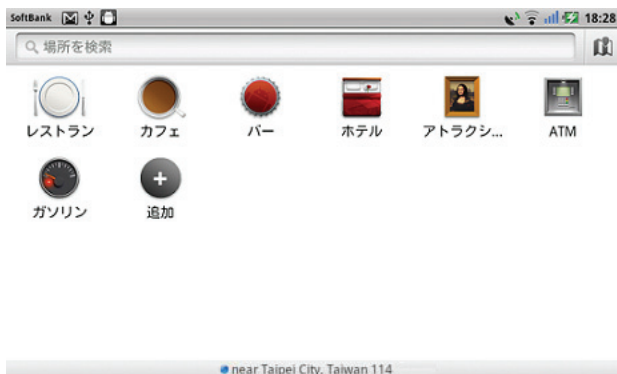 SoftBank 18:28
場所を検索
レストラン カフェ バー ホテル アトラクシ... ATM
ガソリン 追加
near Taipei City, Taiwan 114